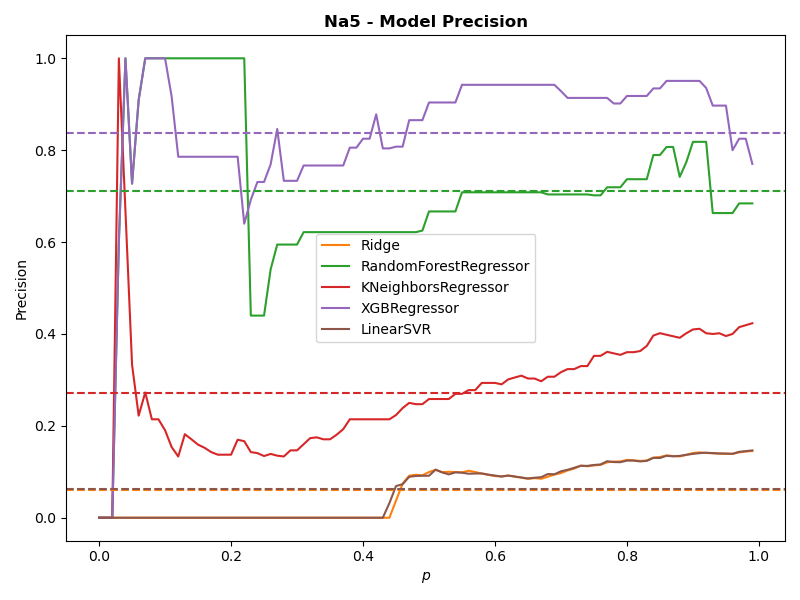 Na5 - Model Precision
Precision
1.0
0.8
0.6
0.4
0.2
0.0
Ridge
RandomForestRegressor
KNeighborsRegressor
XGBRegressor
LinearSVR
0.0 0.2 0.4 0.6 0.8 1.0
p